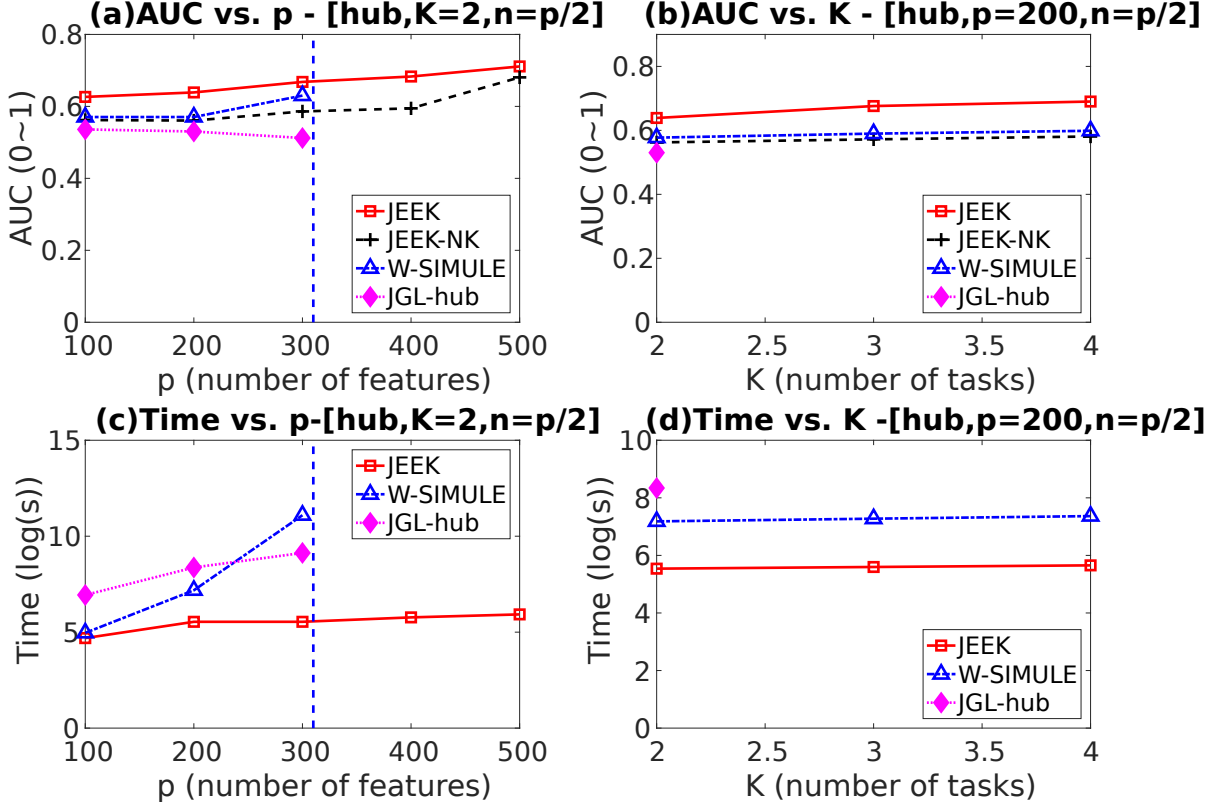 (a)AUC vs. p - [hub,K=2,n=p/2]
0.8
0.6
0.4
0.2
0
AUC (0~1)
JEEK
JEEK-NK
W-SIMULE
JGL-hub
100 200 300 400 500
p (number of features)
(b)AUC vs. K - [hub,p=200,n=p/2]
0.8
0.6
0.4
0.2
0
AUC (0~1)
JEEK
JEEK-NK
W-SIMULE
JGL-hub
2 2.5 3 3.5 4
K (number of tasks)
(c)Time vs. p-[hub,K=2,n=p/2]
15
10
5
0
Time (log(s))
JEEK
W-SIMULE
JGL-hub
100 200 300 400 500
p (number of features)
(d)Time vs. K -[hub,p=200,n=p/2]
10
8
6
4
2
0
Time (log(s))
JEEK
W-SIMULE
JGL-hub
2 2.5 3 3.5 4
K (number of tasks)